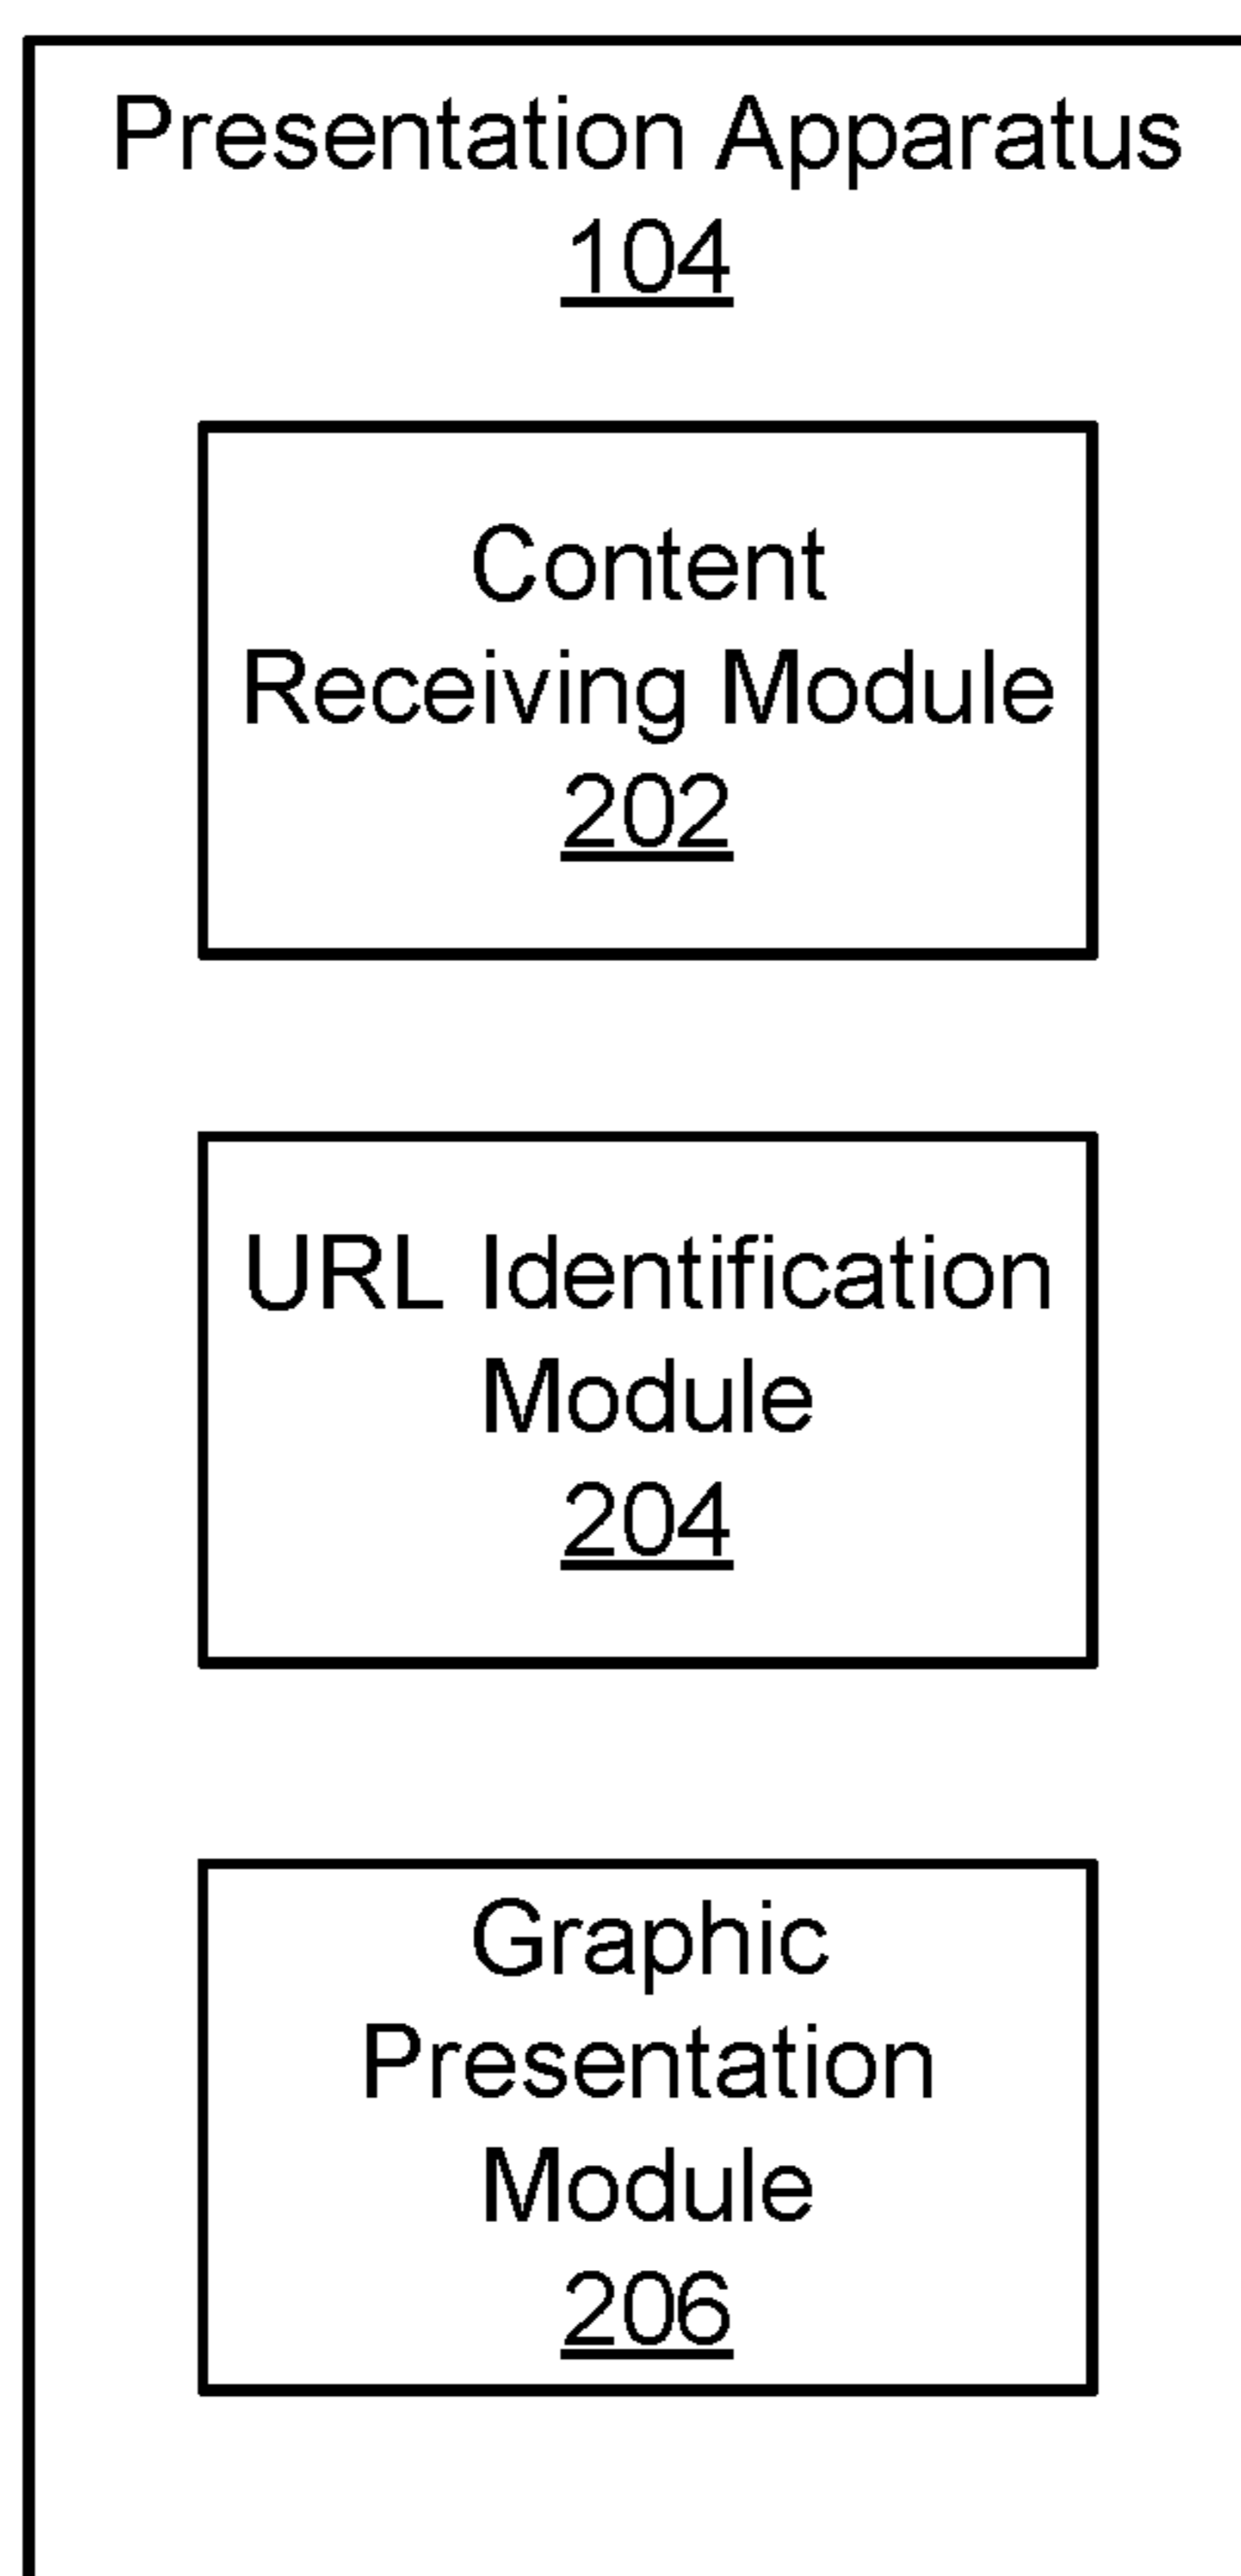 Presentation Apparatus
104
Content
Receiving Module
202
URL Identification
Module
204
Graphic
Presentation
Module
206